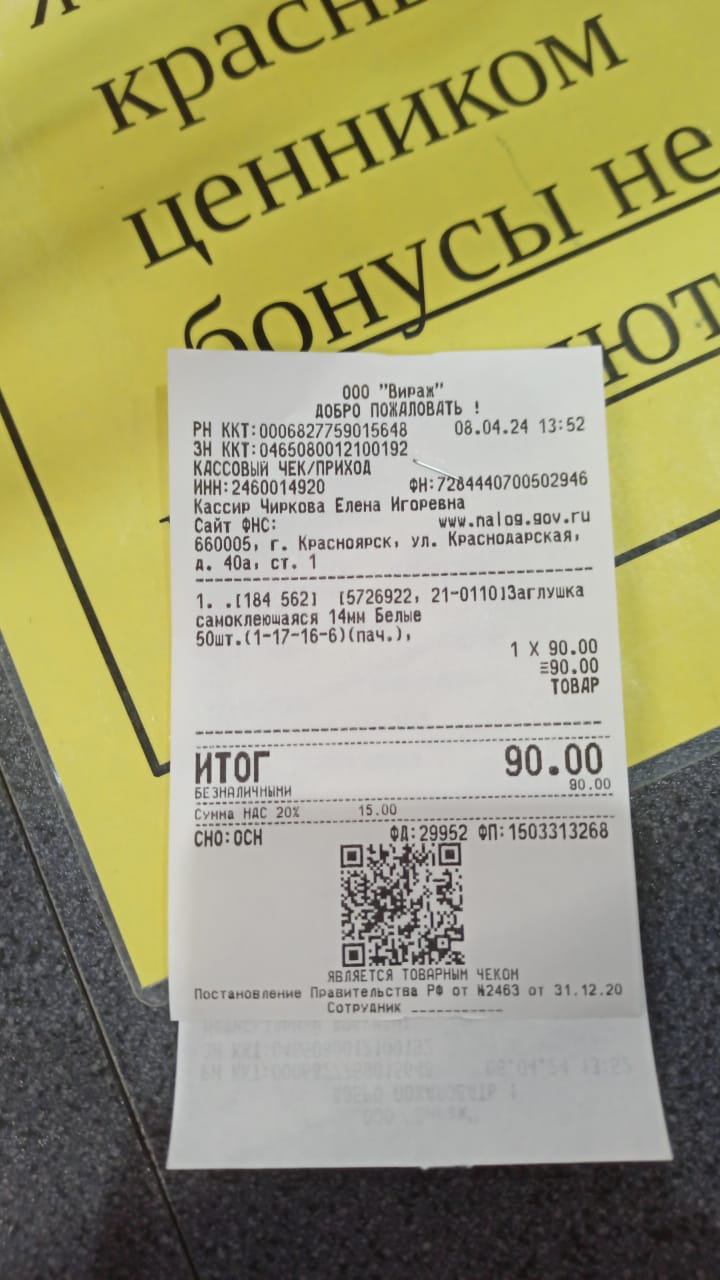 красн
ценником
бонусы не
ют
ООО "Вираж"
ДОБРО ПОЖАЛОВАТЬ !
РН ККТ:0006827759015648 08.04.24 13:52
ЗН ККТ:0465080012100192
КАССОВЫЙ ЧЕК/ПРИХОД
ИНН:2460014920 ФН:7284440700502946
Кассир Чиркова Елена Игоревна
Сайт ФНС: www.nalog.gov.ru
660005, г. Красноярск, ул. Краснодарская,
д. 40а, ст. 1
1. .[184 562] [5726922, 21-0110]Заглушка
самоклеющаяся 14мм Белые
50шт.(1-17-16-6)(пач.),
1 X 90.00
≡90.00
ТОВАР
ИТОГ 90.00
БЕЗНАЛИЧНЫМИ 90.00
Сумма НДС 20% 15.00
СНО:ОСН ФД:29952 ФП:1503313268
ЯВЛЯЕТСЯ ТОВАРНЫМ ЧЕКОМ
Постановление Правительства РФ от №2463 от 31.12.20
Сотрудник ___________